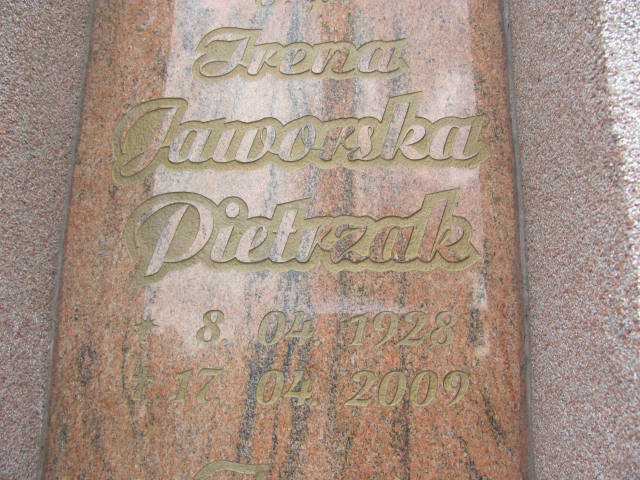 Irena
Jaworska
Pietrzak
* 8. 04. 1928
† 17. 04. 2009